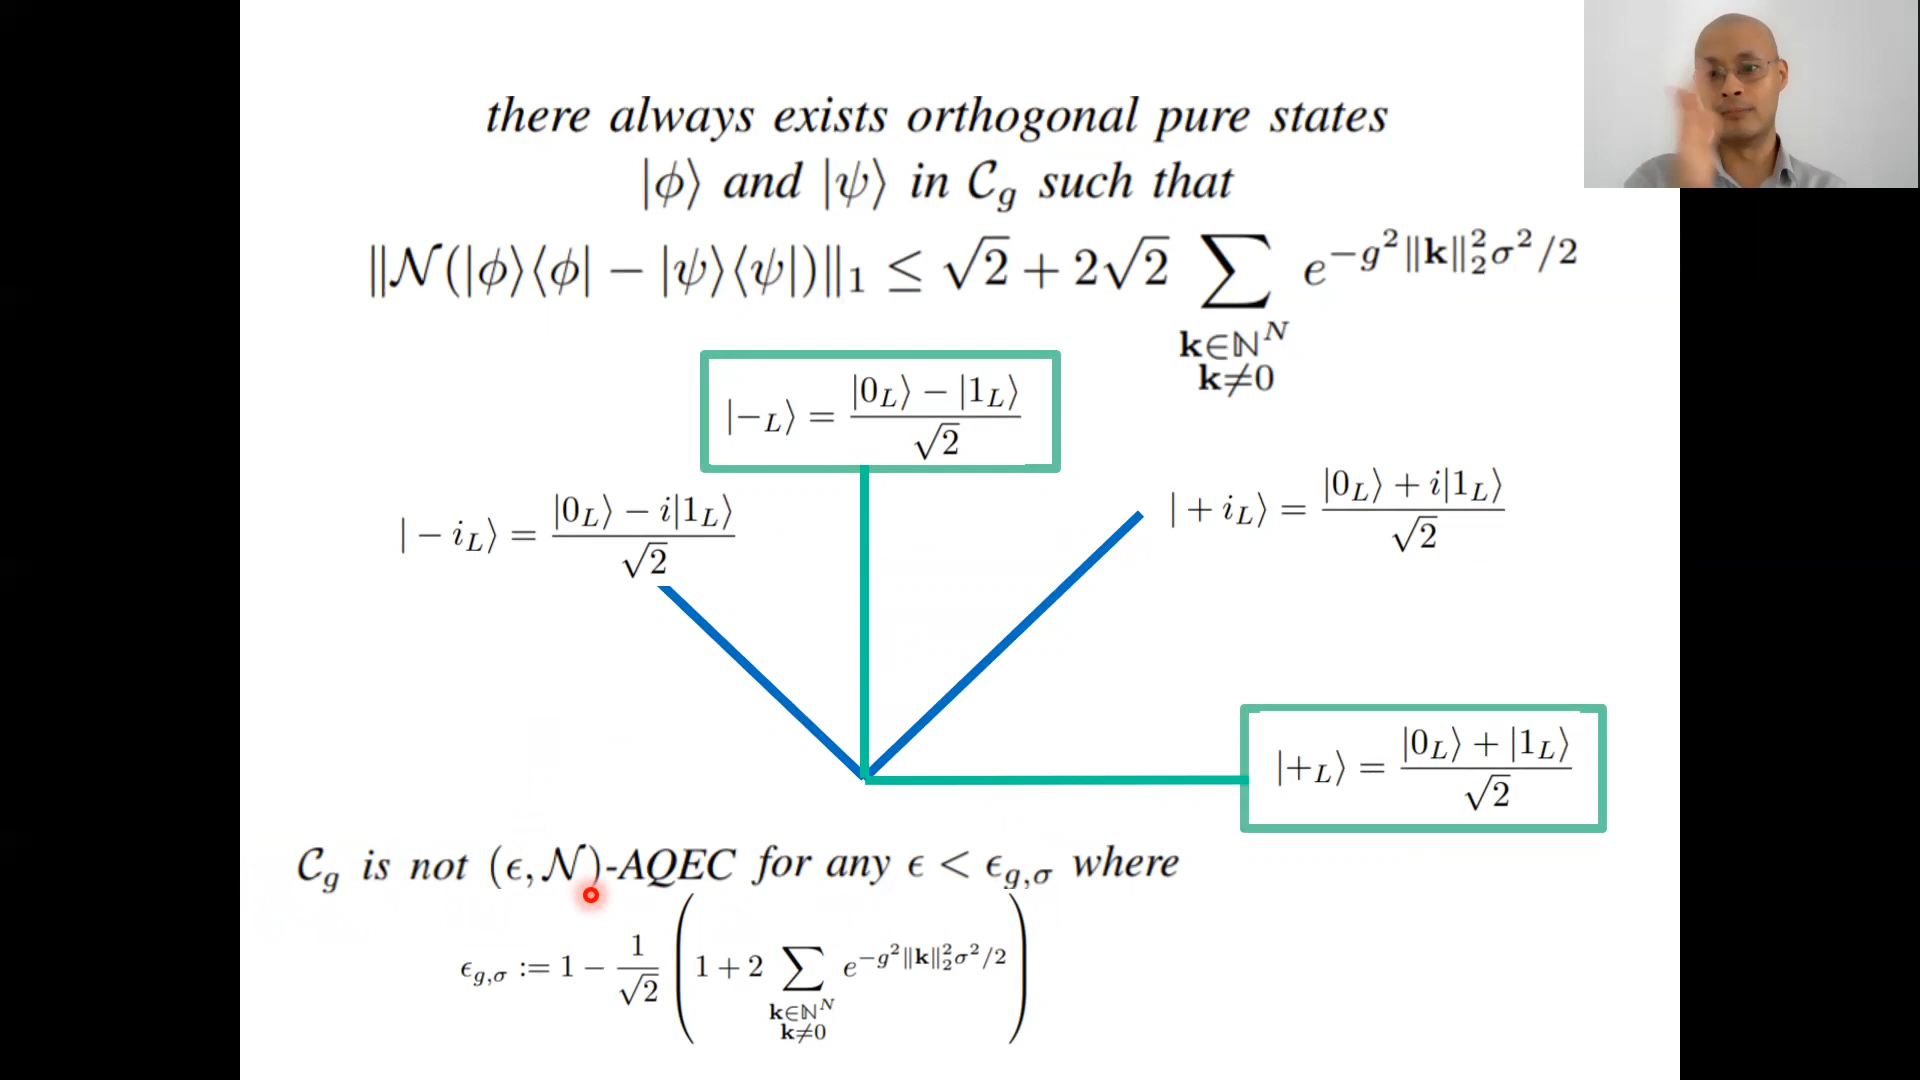 there always exists orthogonal pure states
|ϕ⟩ and |ψ⟩ in 𝒞_g such that
‖𝒩(|ϕ⟩⟨ϕ| − |ψ⟩⟨ψ|)‖₁ ≤ √2 + 2√2 ∑_{k∈ℕ^N, k≠0} e^{−g²‖k‖₂²σ²/2}
|−_L⟩ = (|0_L⟩ − |1_L⟩)/√2
|−i_L⟩ = (|0_L⟩ − i|1_L⟩)/√2
|+i_L⟩ = (|0_L⟩ + i|1_L⟩)/√2
|+_L⟩ = (|0_L⟩ + |1_L⟩)/√2
𝒞_g is not (ϵ, 𝒩)-AQEC for any ϵ < ϵ_{g,σ} where
ϵ_{g,σ} := 1 − 1/√2 (1 + 2 ∑_{k∈ℕ^N, k≠0} e^{−g²‖k‖₂²σ²/2})